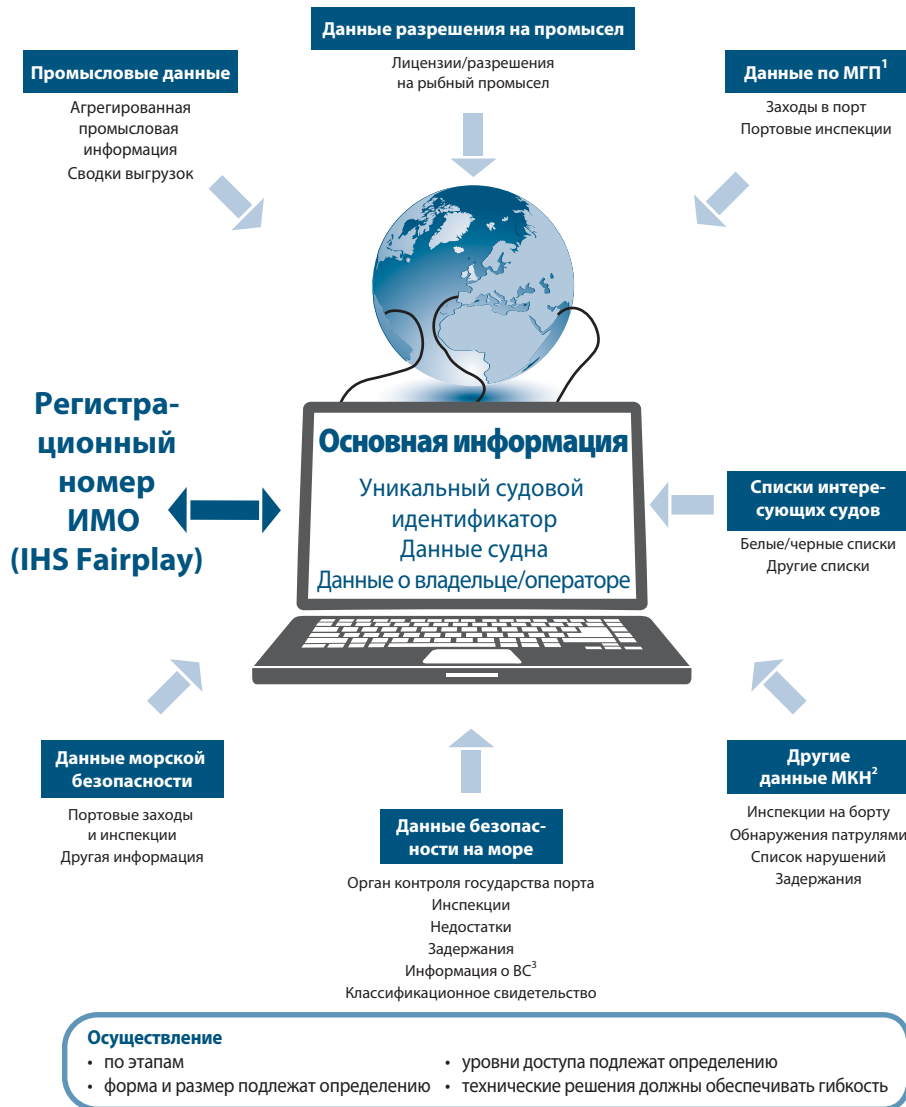 Данные разрешения на промысел
Лицензии/разрешения
на рыбный промысел
Промысловые данные
Агрегированная
промысловая
информация
Сводки выгрузок
Данные по МГП¹
Заходы в порт
Портовые инспекции
Регистра-
ционный
номер
ИМО
(IHS Fairplay)
Основная информация
Уникальный судовой
идентификатор
Данные судна
Данные о владельце/операторе
Списки интере-
сующих судов
Белые/черные списки
Другие списки
Данные морской
безопасности
Портовые заходы
и инспекции
Другая информация
Данные безопас-
ности на море
Орган контроля государства порта
Инспекции
Недостатки
Задержания
Информация о ВС³
Классификационное свидетельство
Другие
данные МКН²
Инспекции на борту
Обнаружения патрулями
Список нарушений
Задержания
Осуществление
• по этапам
• форма и размер подлежат определению
• уровни доступа подлежат определению
• технические решения должны обеспечивать гибкость